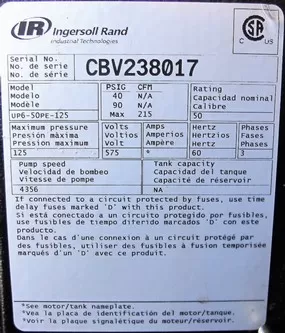 IR Ingersoll Rand
Industrial Technologies
C US
Serial No.
No. de serie
No. de série
CBV238017
Model PSIG CFM Rating
Modelo 40 N/A Capacidad nominal
Modèle 90 N/A Calibre
UP6-50PE-125 Max 215 50
Maximum pressure Volts Amps Hertz Phases
Presión máxima Voltios Amperios Hertzios Fases
Pression maximum Volts Ampère Hertz Phases
125 575 * 60 3
Pump speed Tank capacity
Velocidad de bombeo Capacidad de tanque
Vitesse de pompe Capacité de réservoir
4356 NA
If connected to a circuit protected by fuses, use time
delay fuses marked 'D' with this product.
Si está conectado a un circuito protegido por fusibles,
use fusibles de tiempo diferido marcados 'D' con este
producto.
Dans le cas d'une connexion à un circuit protégé par
des fusibles, utiliser des fusibles à fusion temporisée
marqués d'un 'D' avec ce produit.
*See motor/tank nameplate.
*Vea la placa de identificación del motor/tanque.
*Voir la plaque signalétique du moteur/réservoir.